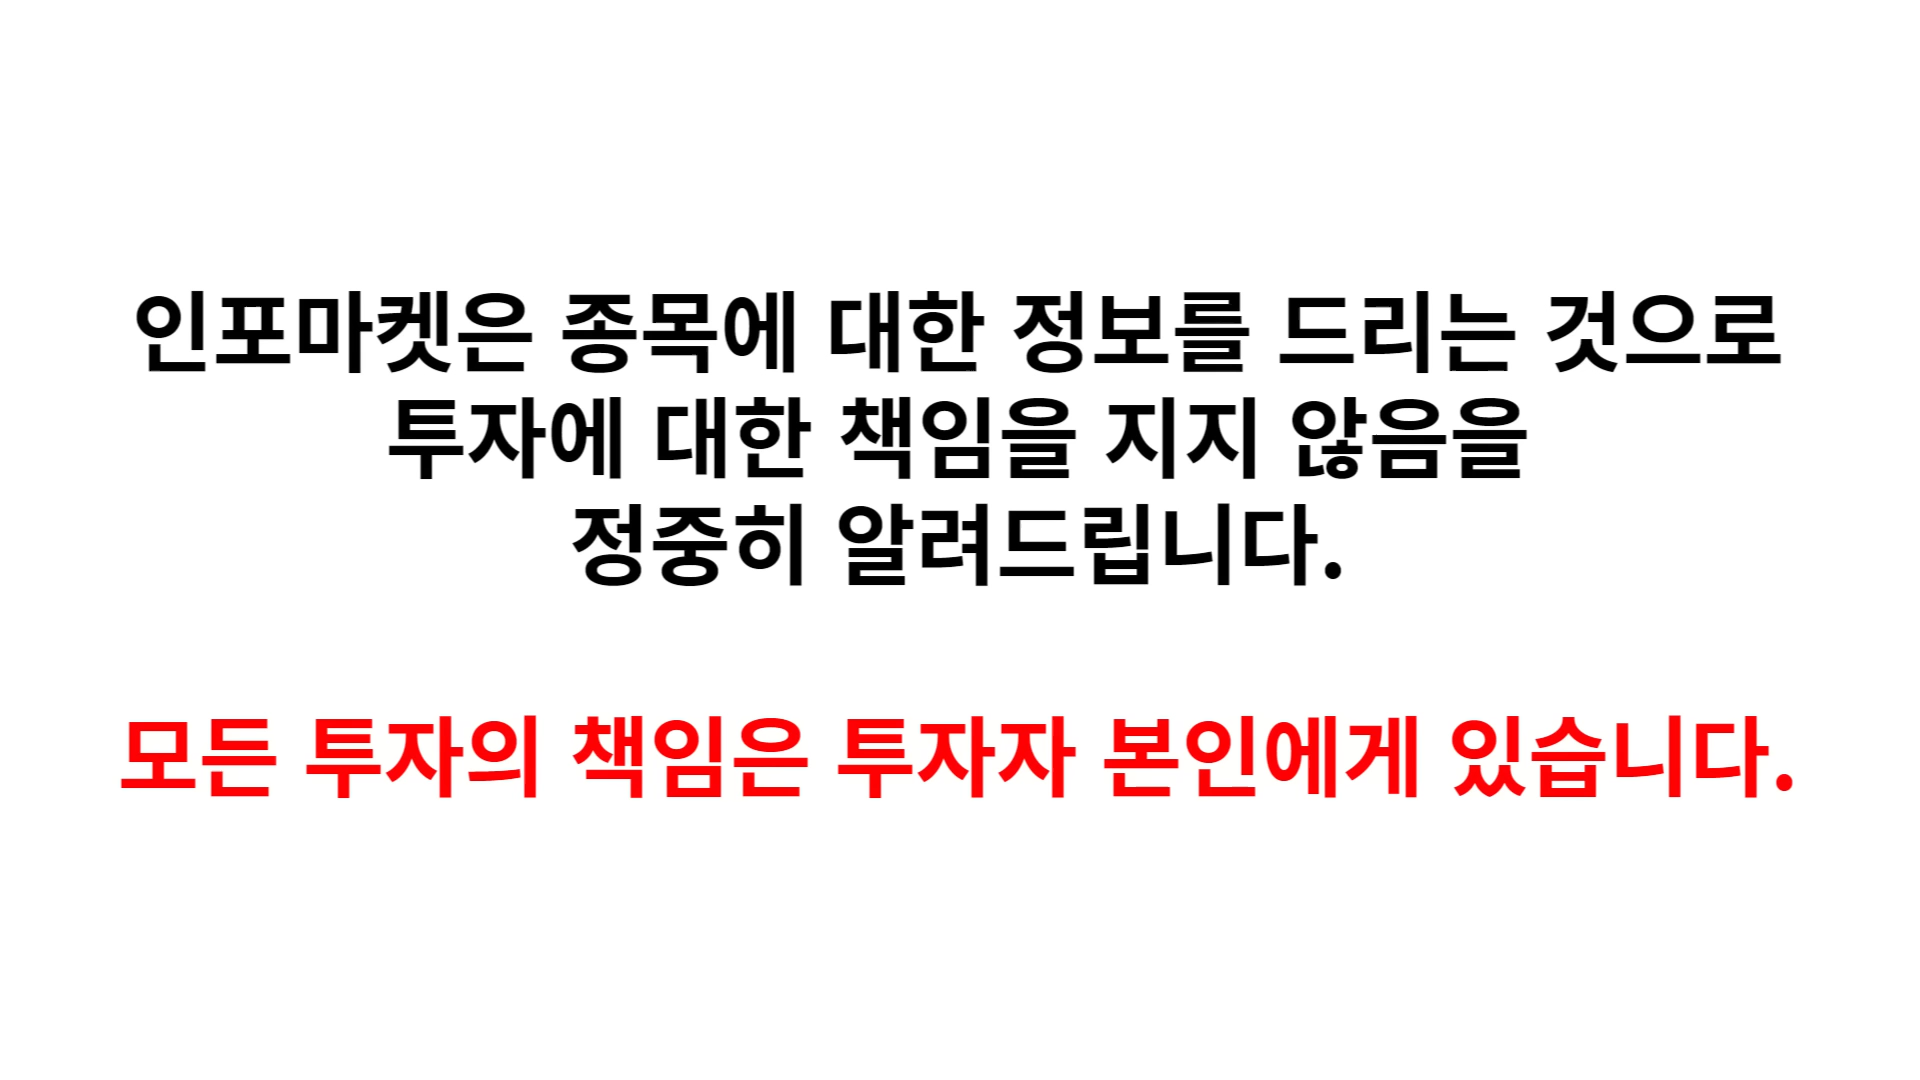 인포마켓은 종목에 대한 정보를 드리는 것으로
투자에 대한 책임을 지지 않음을
정중히 알려드립니다.
모든 투자의 책임은 투자자 본인에게 있습니다.